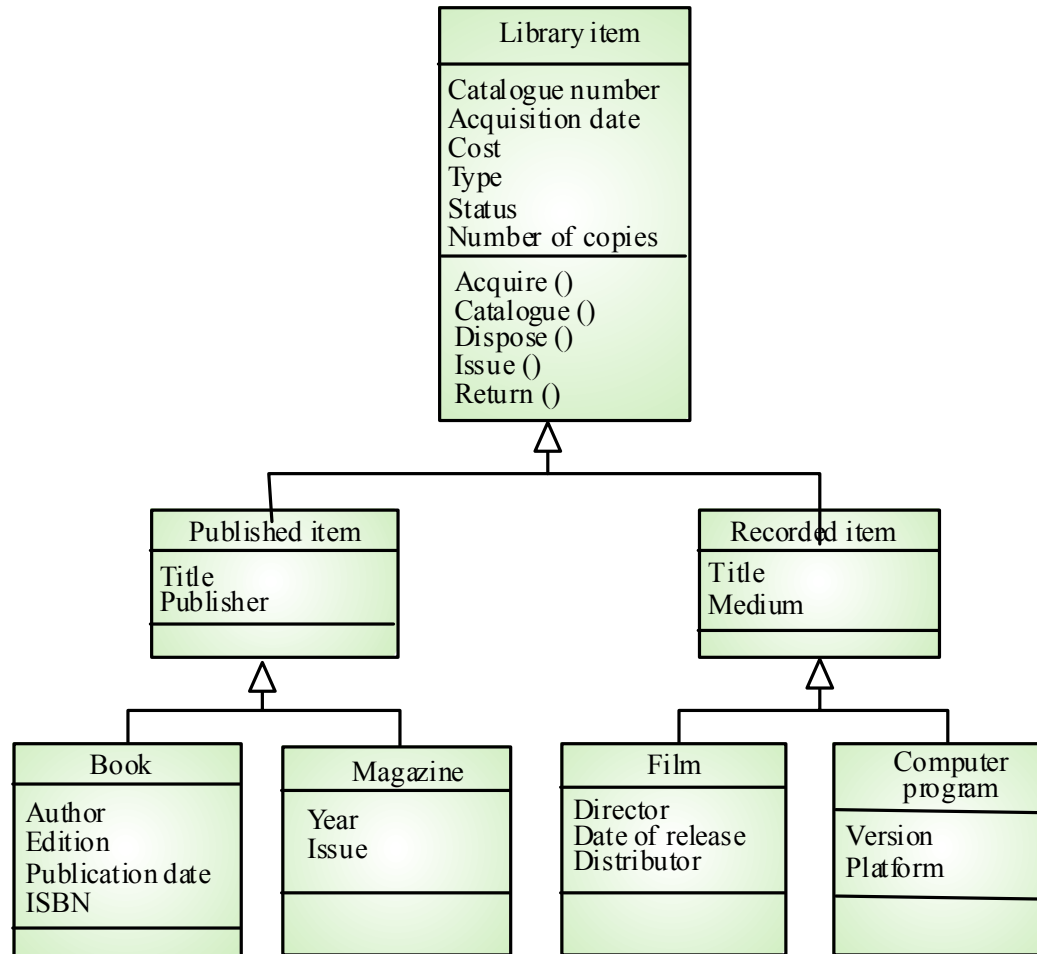 Library item
Catalogue number
Acquisition date
Cost
Type
Status
Number of copies
Acquire ()
Catalogue ()
Dispose ()
Issue ()
Return ()
Published item
Title
Publisher
Recorded item
Title
Medium
Book
Author
Edition
Publication date
ISBN
Magazine
Year
Issue
Film
Director
Date of release
Distributor
Computer
program
Version
Platform